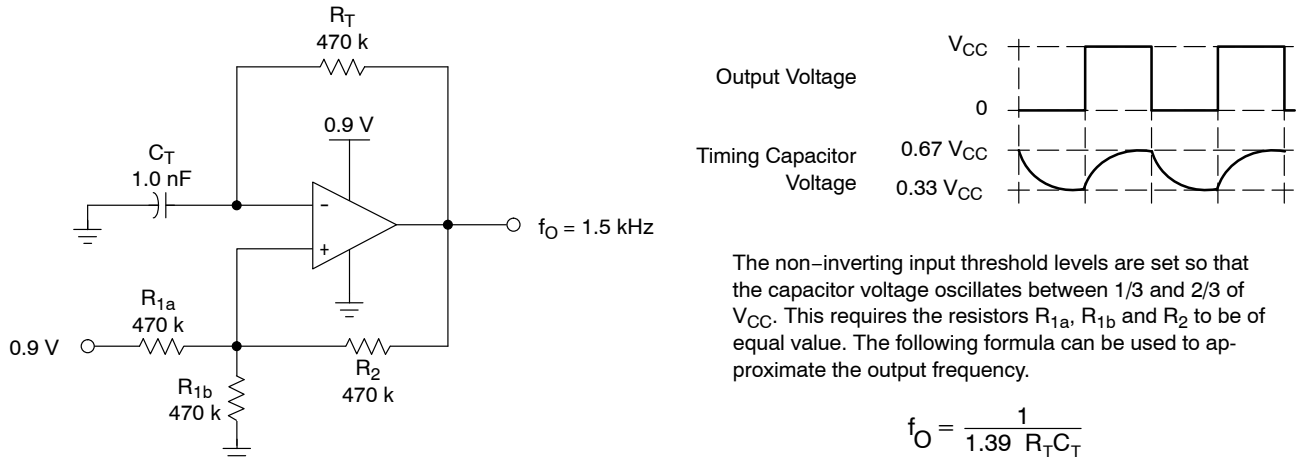 R_T
470 k
0.9 V
C_T
1.0 nF
−
+
f_O = 1.5 kHz
R_1a
470 k
0.9 V
R_1b
470 k
R_2
470 k
Output Voltage
V_CC
0
Timing Capacitor
Voltage
0.67 V_CC
0.33 V_CC
The non−inverting input threshold levels are set so that
the capacitor voltage oscillates between 1/3 and 2/3 of
V_CC. This requires the resistors R_1a, R_1b and R_2 to be of
equal value. The following formula can be used to ap-
proximate the output frequency.
f_O = 1 / (1.39 R_T C_T)